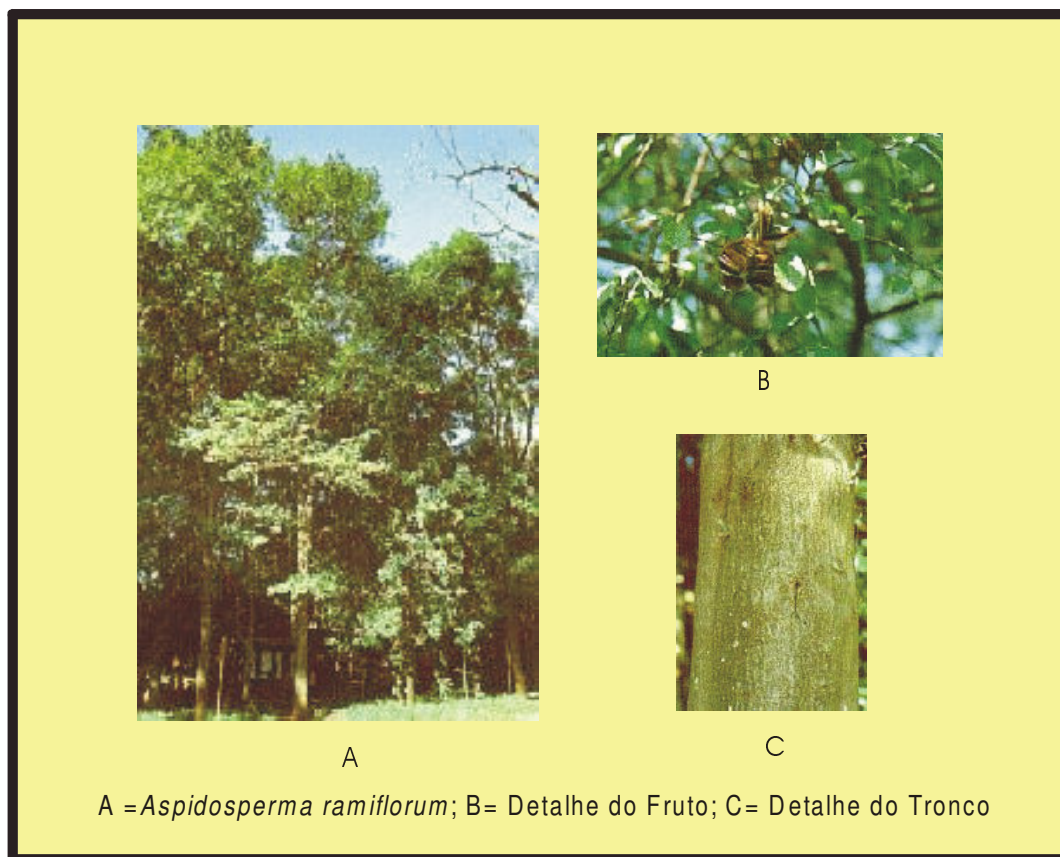 B
C
A
A =Aspidosperma ramiflorum; B= Detalhe do Fruto; C= Detalhe do Tronco